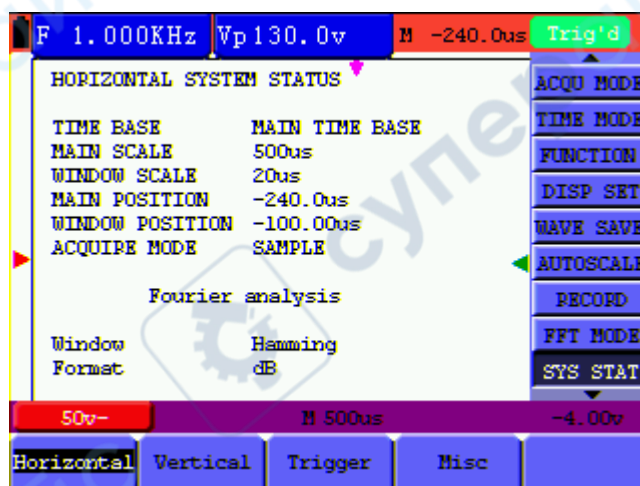 F 1.000KHz Vp130.0v M -240.0us Trig'd
HOPIZONTAL SYSTEM STATUS
TIME BASE MAIN TIME BASE
MAIN SCALE 500us
WINDOW SCALE 20us
MAIN POSITION -240.0us
WINDOW POSITION -100.00us
ACQUIPE MODE SAMPLE
Fourier analysis
Window Hamming
Format dB
ACQU MODE
TIME MODE
FUNCTION
DISP SET
WAVE SAVE
AUTOSCALE
PECOPD
FFT MODE
SYS STAT
50v- M 500us -4.00v
Horizontal Vertical Trigger Misc